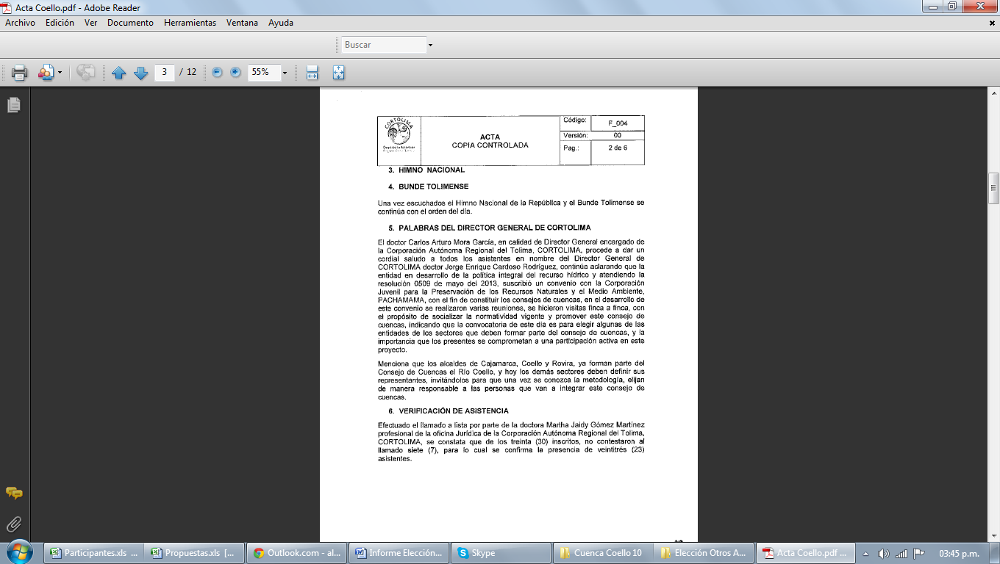 Acta Coello.pdf - Adobe Reader
Archivo Edición Ver Documento Herramientas Ventana Ayuda
Buscar
3 / 12 55%
CORTOLIMA
ACTA
COPIA CONTROLADA
Código: F_004
Versión: 00
Pag.: 2 de 6
3. HIMNO NACIONAL
4. BUNDE TOLIMENSE
Una vez escuchados el Himno Nacional de la República y el Bunde Tolimense se
continúa con el orden del día.
5. PALABRAS DEL DIRECTOR GENERAL DE CORTOLIMA
El doctor Carlos Arturo Mora García, en calidad de Director General encargado de
la Corporación Autónoma Regional del Tolima, CORTOLIMA, procede a dar un
cordial saludo a todos los asistentes en nombre del Director General de
CORTOLIMA doctor Jorge Enrique Cardoso Rodríguez, continúa aclarando que la
entidad en desarrollo de la política integral del recurso hídrico y atendiendo la
resolución 0509 de mayo del 2013, suscribió un convenio con la Corporación
Juvenil para la Preservación de los Recursos Naturales y el Medio Ambiente,
PACHAMAMA, con el fin de constituir los consejos de cuencas, en el desarrollo de
este convenio se realizaron varias reuniones, se hicieron visitas finca a finca, con
el propósito de socializar la normatividad vigente y promover este consejo de
cuencas, indicando que la convocatoria de este día es para elegir algunas de las
entidades de los sectores que deben formar parte del consejo de cuencas, y la
importancia que los presentes se comprometan a una participación activa en este
proyecto.
Menciona que los alcaldes de Cajamarca, Coello y Rovira, ya forman parte del
Consejo de Cuencas el Río Coello, y hoy los demás sectores deben definir sus
representantes, invitándolos para que una vez se conozca la metodología, elijan
de manera responsable a las personas que van a integrar este consejo de
cuencas.
6. VERIFICACIÓN DE ASISTENCIA
Efectuado el llamado a lista por parte de la doctora Martha Jaidy Gómez Martínez
profesional de la oficina Jurídica de la Corporación Autónoma Regional del Tolima,
CORTOLIMA, se constata que de los treinta (30) inscritos, no contestaron al
llamado siete (7), para lo cual se confirma la presencia de veintitrés (23)
asistentes.
Participantes.xls ... Propuestas.xls [... Outlook.com - al... Informe Elección... Skype Cuenca Coello 10 Elección Otros A... Acta Coello.pdf ... 03:45 p.m.